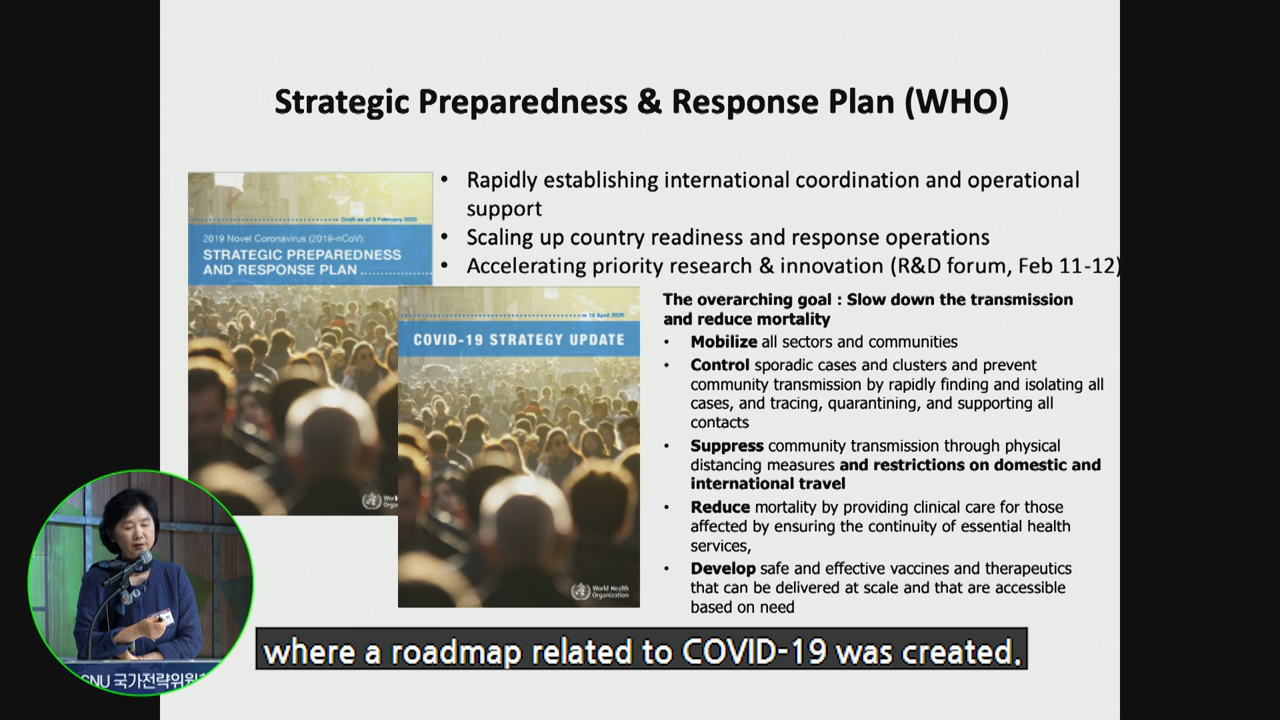 Strategic Preparedness & Response Plan (WHO)
• Rapidly establishing international coordination and operational
support
• Scaling up country readiness and response operations
• Accelerating priority research & innovation (R&D forum, Feb 11-12)
Draft as of 3 February 2020
2019 Novel Coronavirus (2019-nCoV):
STRATEGIC PREPAREDNESS
AND RESPONSE PLAN
14 April 2020
COVID-19 STRATEGY UPDATE
World Health
Organization
The overarching goal : Slow down the transmission
and reduce mortality
• Mobilize all sectors and communities
• Control sporadic cases and clusters and prevent
community transmission by rapidly finding and isolating all
cases, and tracing, quarantining, and supporting all
contacts
• Suppress community transmission through physical
distancing measures and restrictions on domestic and
international travel
• Reduce mortality by providing clinical care for those
affected by ensuring the continuity of essential health
services,
• Develop safe and effective vaccines and therapeutics
that can be delivered at scale and that are accessible
based on need
SNU 국가전략위원
where a roadmap related to COVID-19 was created.